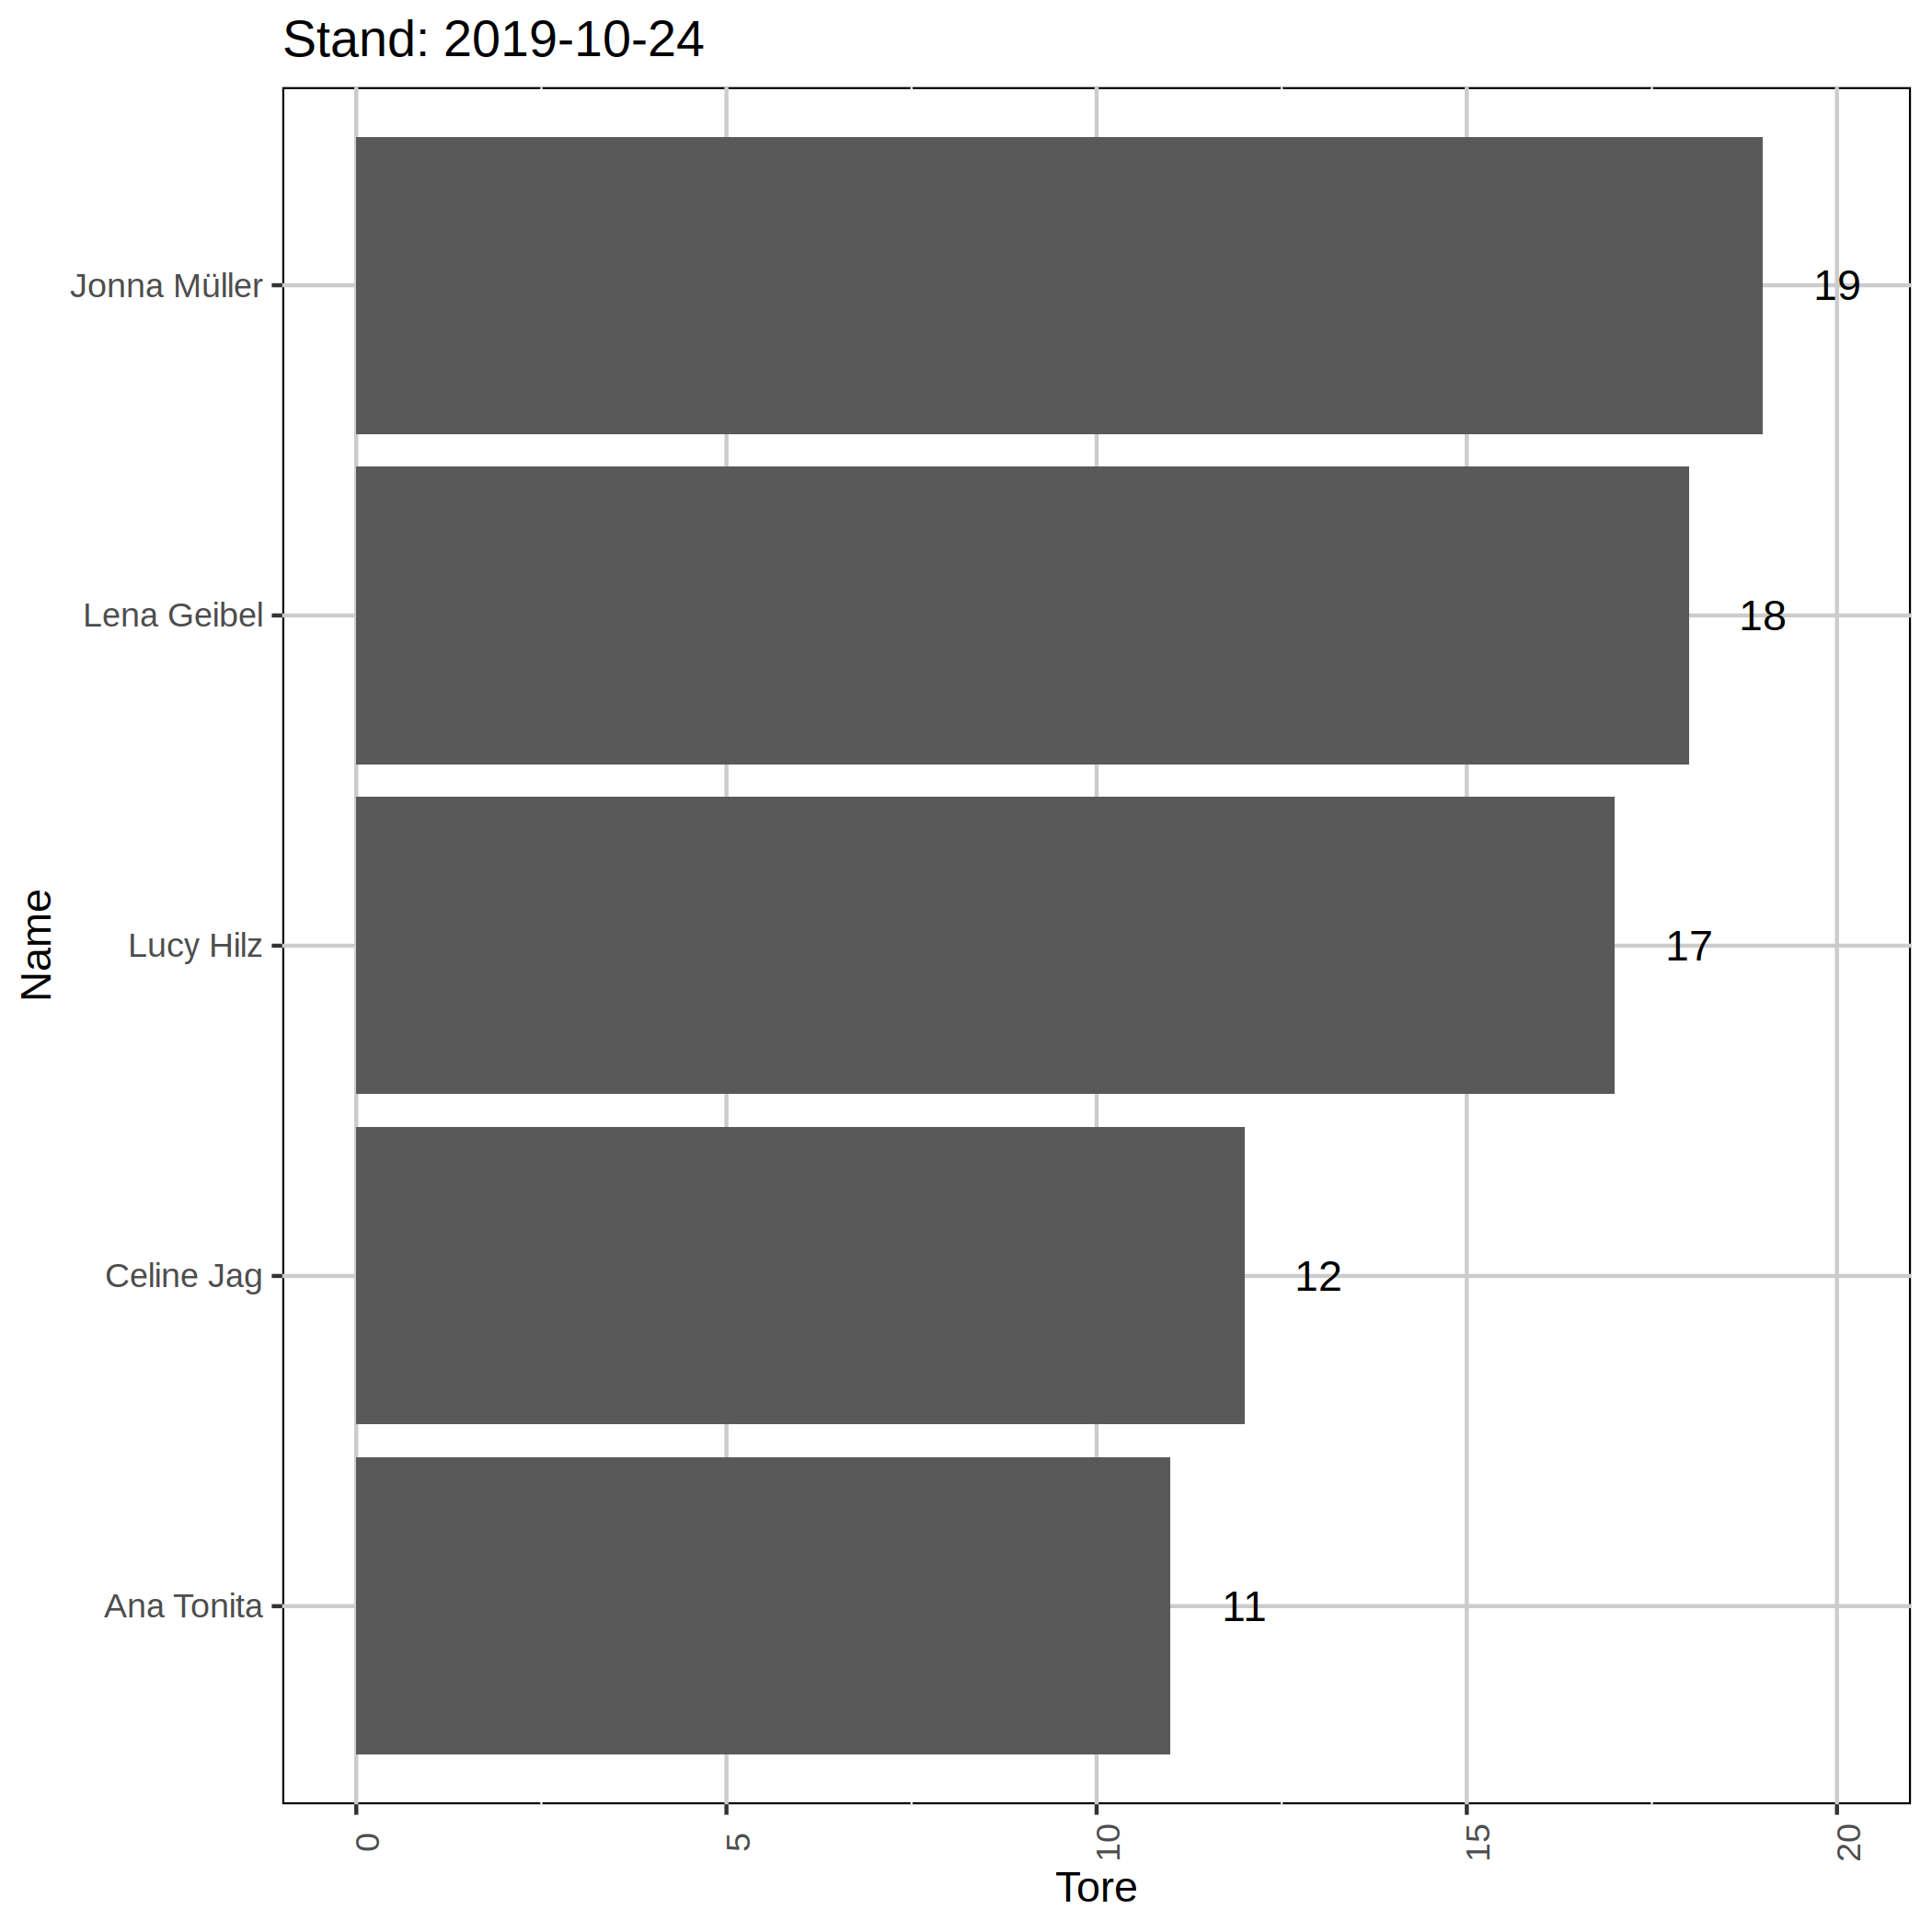 Stand: 2019-10-24
Name
Jonna Müller
19
Lena Geibel
18
Lucy Hilz
17
Celine Jag
12
Ana Tonita
11
0
5
10
15
20
Tore